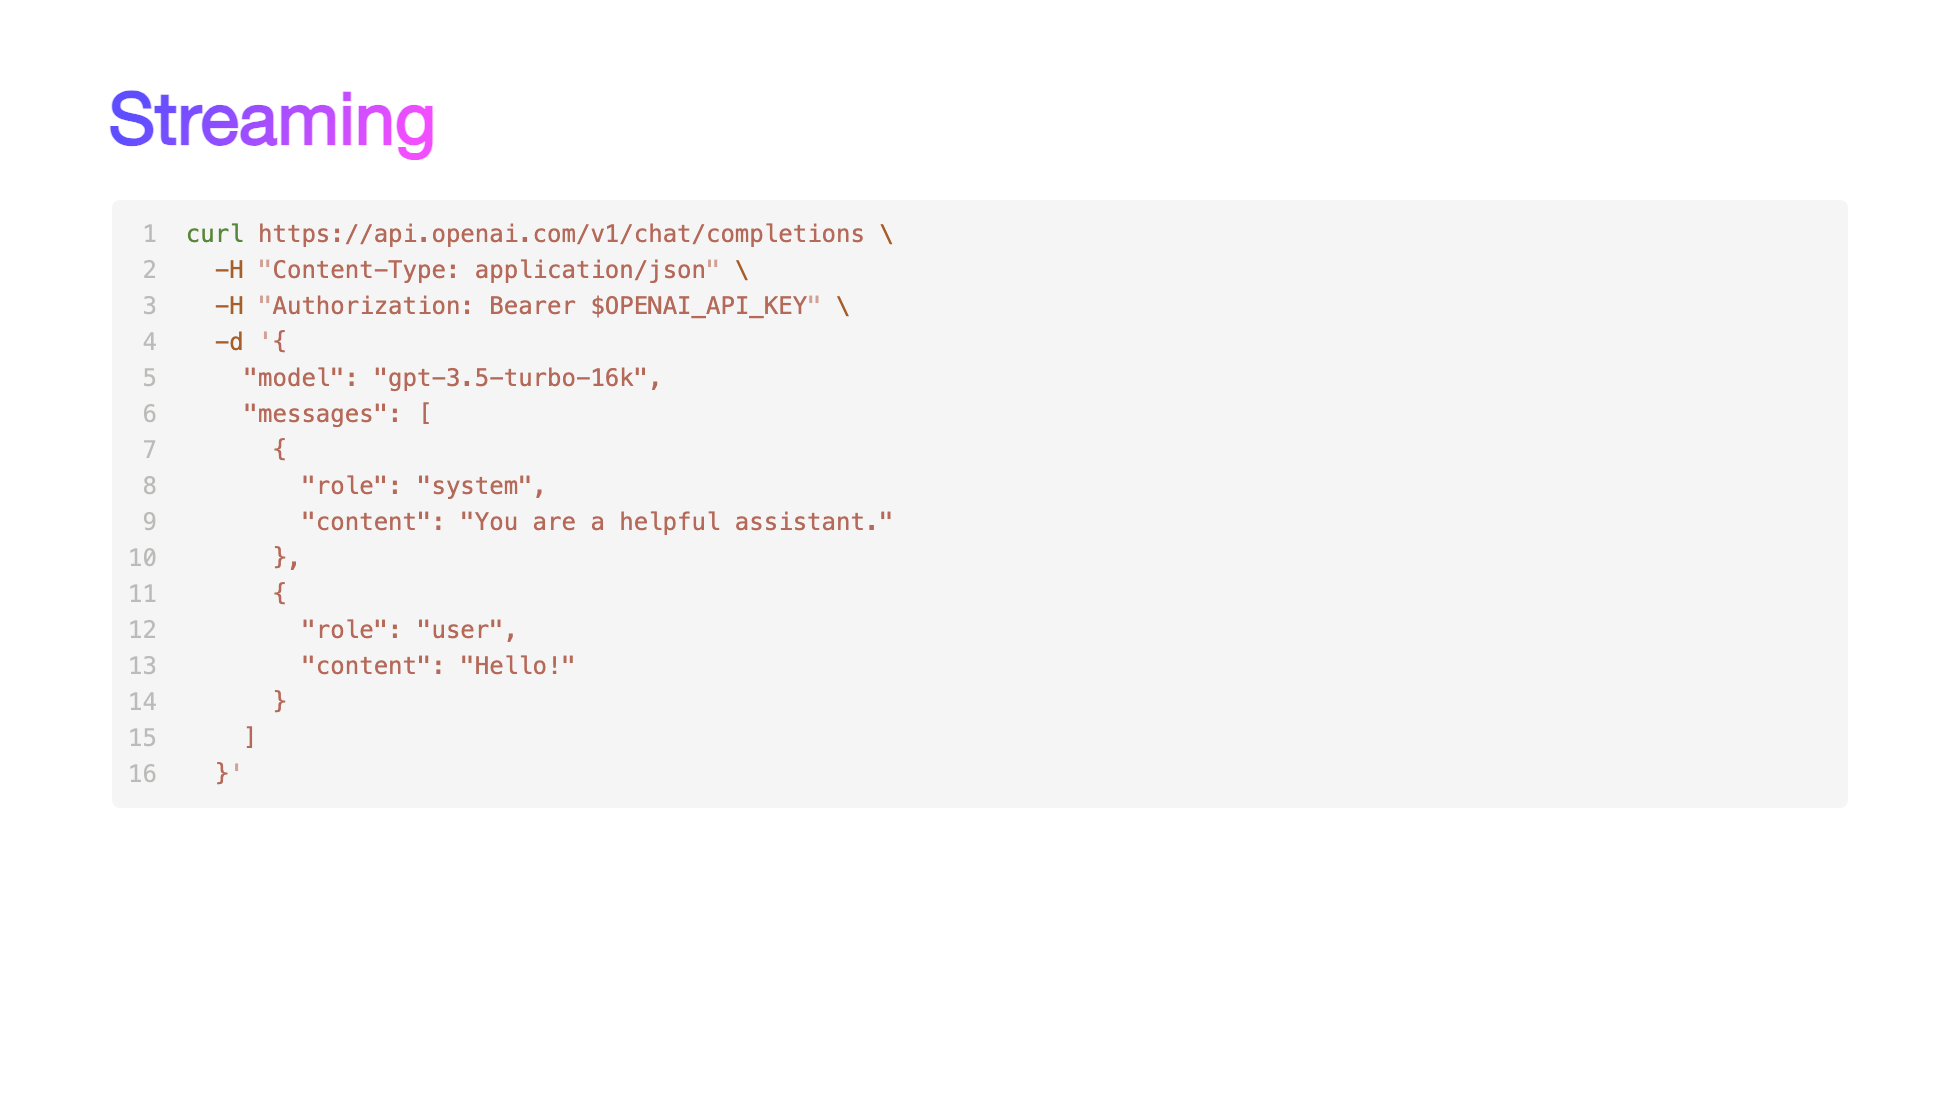 Streaming
1 curl https://api.openai.com/v1/chat/completions \
2   -H "Content-Type: application/json" \
3   -H "Authorization: Bearer $OPENAI_API_KEY" \
4   -d '{
5     "model": "gpt-3.5-turbo-16k",
6     "messages": [
7       {
8         "role": "system",
9         "content": "You are a helpful assistant."
10       },
11       {
12         "role": "user",
13         "content": "Hello!"
14       }
15     ]
16   }'